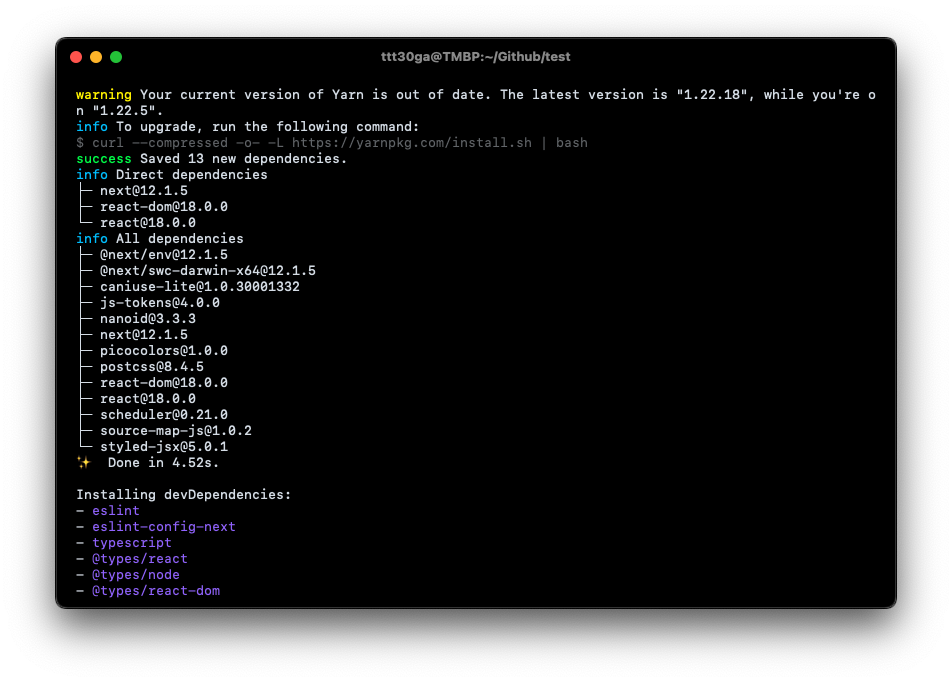 ttt30ga@TMBP:~/Github/test
warning Your current version of Yarn is out of date. The latest version is "1.22.18", while you're o
n "1.22.5".
info To upgrade, run the following command:
$ curl --compressed -o- -L https://yarnpkg.com/install.sh | bash
success Saved 13 new dependencies.
info Direct dependencies
├─ next@12.1.5
├─ react-dom@18.0.0
└─ react@18.0.0
info All dependencies
├─ @next/env@12.1.5
├─ @next/swc-darwin-x64@12.1.5
├─ caniuse-lite@1.0.30001332
├─ js-tokens@4.0.0
├─ nanoid@3.3.3
├─ next@12.1.5
├─ picocolors@1.0.0
├─ postcss@8.4.5
├─ react-dom@18.0.0
├─ react@18.0.0
├─ scheduler@0.21.0
├─ source-map-js@1.0.2
└─ styled-jsx@5.0.1
✨  Done in 4.52s.
Installing devDependencies:
- eslint
- eslint-config-next
- typescript
- @types/react
- @types/node
- @types/react-dom